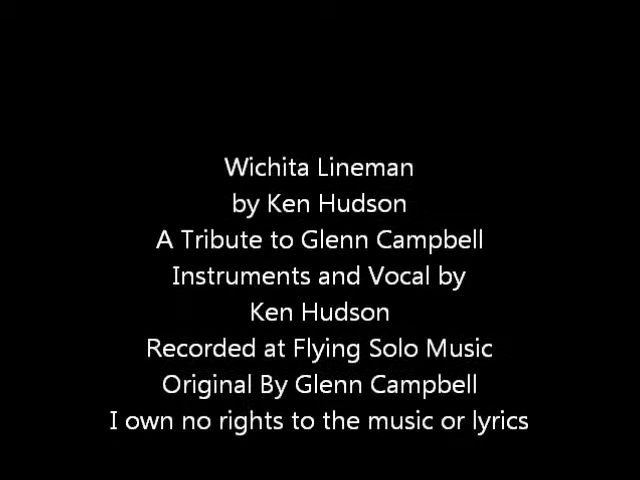 Wichita Lineman
by Ken Hudson
A Tribute to Glenn Campbell
Instruments and Vocal by
Ken Hudson
Recorded at Flying Solo Music
Original By Glenn Campbell
I own no rights to the music or lyrics